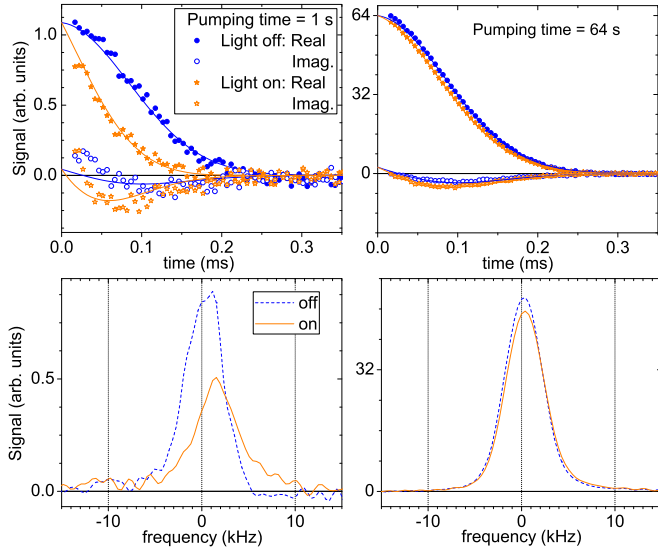 Pumping time = 1 s
Light off: Real
Imag.
Light on: Real
Imag.
1.0
0.5
0.0
Signal (arb. units)
0.0 0.1 0.2 0.3
time (ms)
Pumping time = 64 s
64
32
0
0.0 0.1 0.2 0.3
time (ms)
off
on
0.5
0.0
Signal (arb. units)
-10 0 10
frequency (kHz)
32
0
-10 0 10
frequency (kHz)